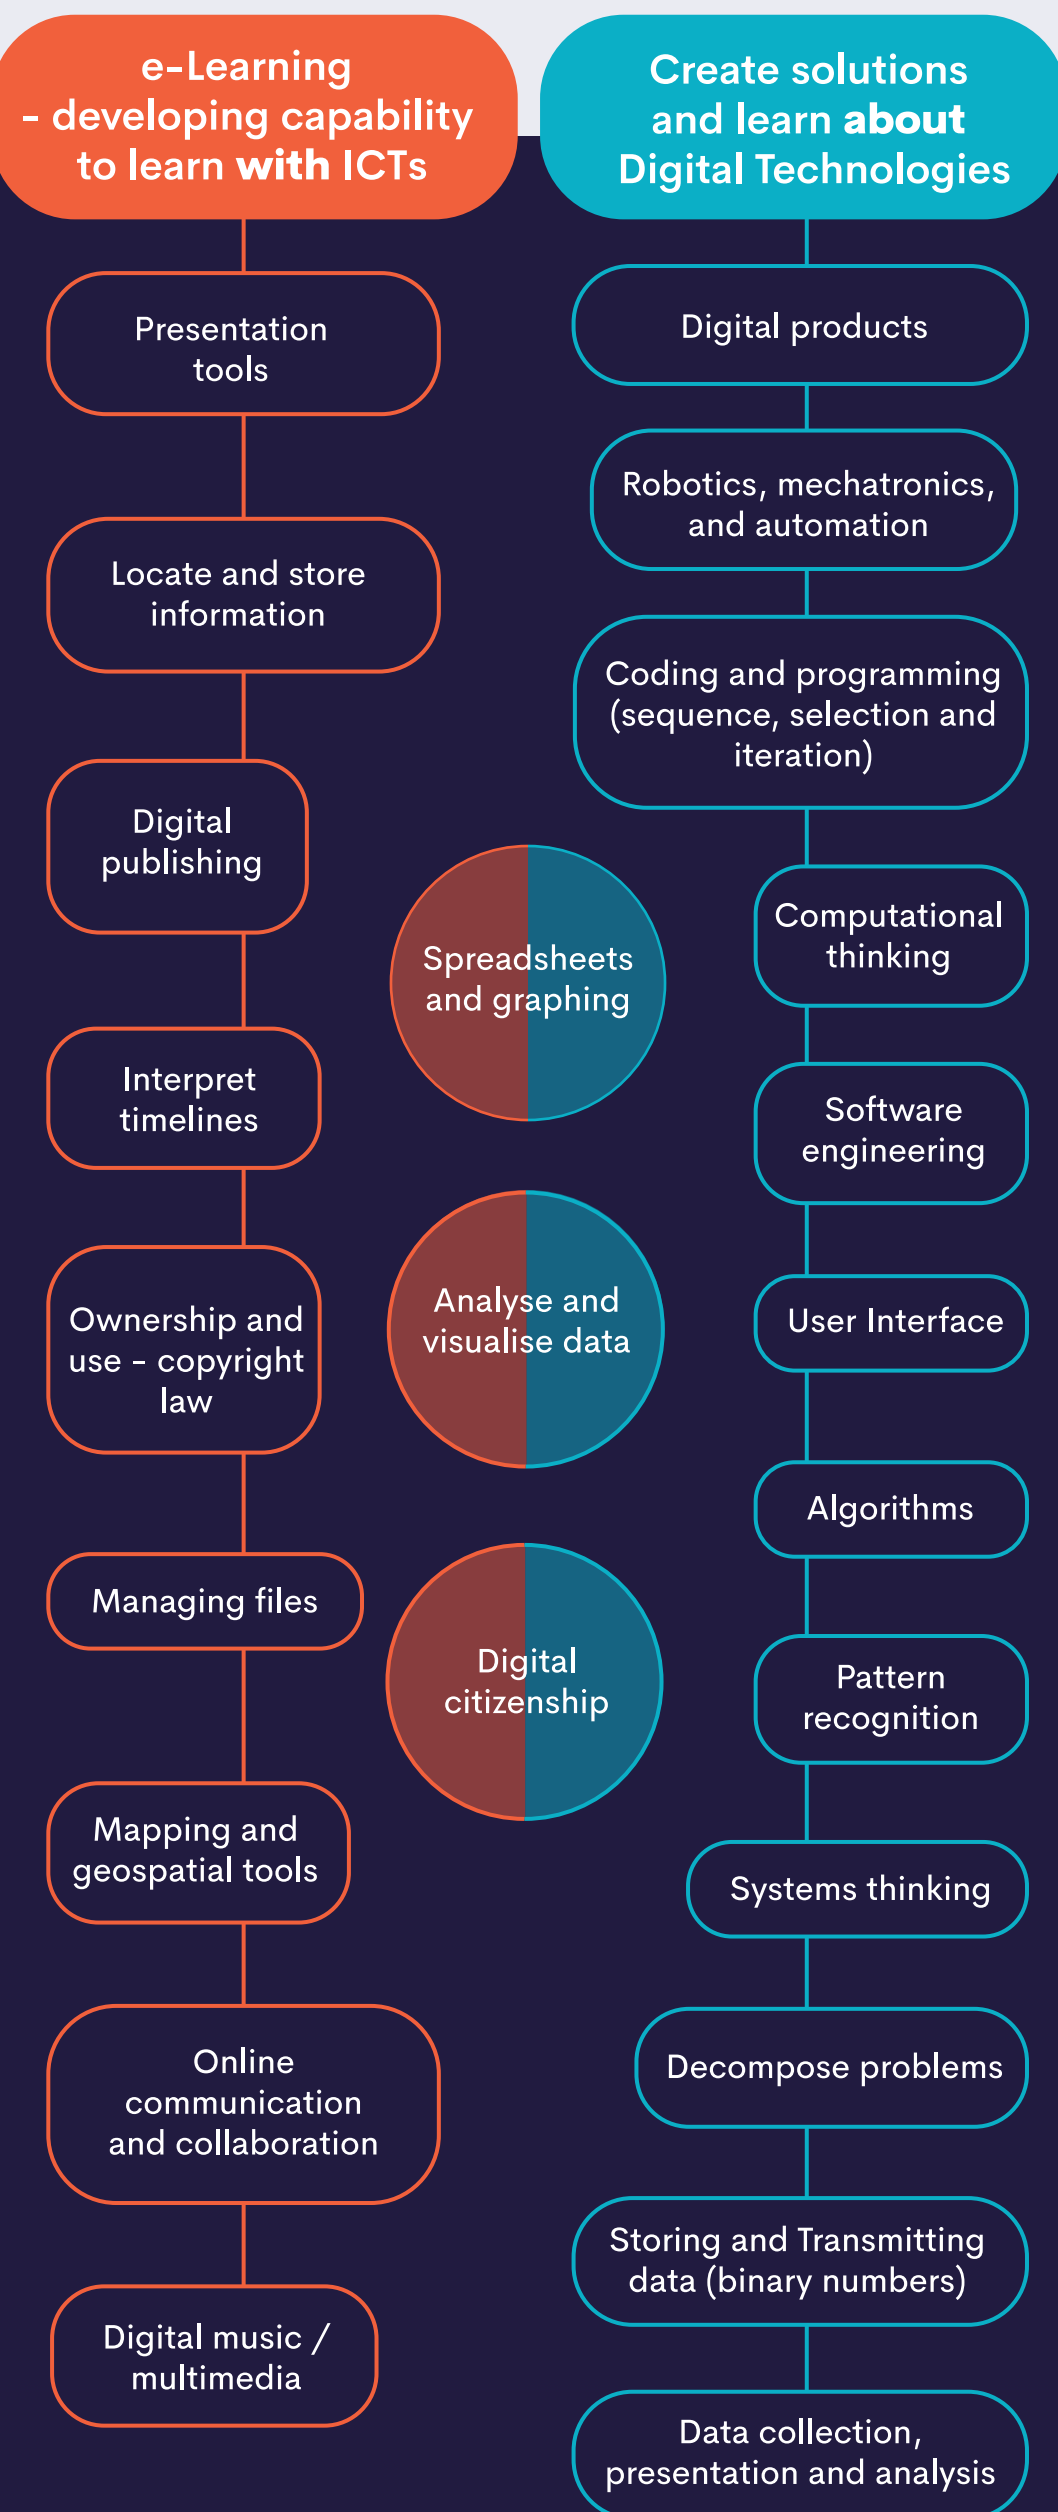 e-Learning
- developing capability
to learn with ICTs
Presentation
tools
Locate and store
information
Digital
publishing
Interpret
timelines
Ownership and
use - copyright
law
Managing files
Mapping and
geospatial tools
Online
communication
and collaboration
Digital music /
multimedia
Spreadsheets
and graphing
Analyse and
visualise data
Digital
citizenship
Create solutions
and learn about
Digital Technologies
Digital products
Robotics, mechatronics,
and automation
Coding and programming
(sequence, selection and
iteration)
Computational
thinking
Software
engineering
User Interface
Algorithms
Pattern
recognition
Systems thinking
Decompose problems
Storing and Transmitting
data (binary numbers)
Data collection,
presentation and analysis